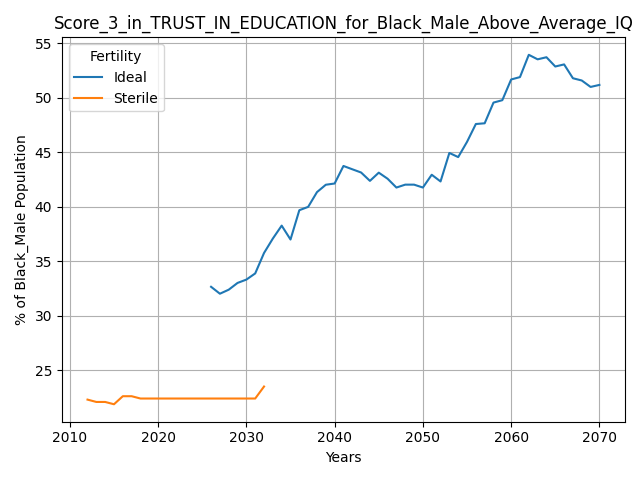 Score_3_in_TRUST_IN_EDUCATION_for_Black_Male_Above_Average_IQ
Fertility
Ideal
Sterile
% of Black_Male Population
55
50
45
40
35
30
25
2010 2020 2030 2040 2050 2060 2070
Years